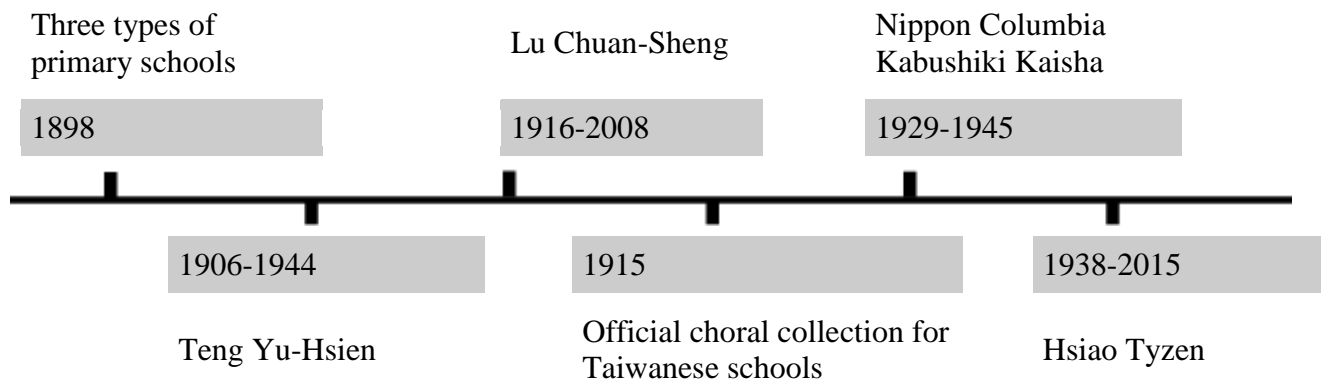 Three types of
primary schools
Lu Chuan-Sheng
Nippon Columbia
Kabushiki Kaisha
1898
1916-2008
1929-1945
1906-1944
1915
1938-2015
Teng Yu-Hsien
Official choral collection for
Taiwanese schools
Hsiao Tyzen